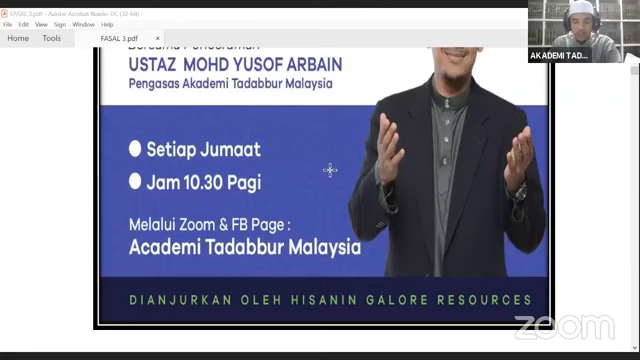 FASAL 3.pdf - Adobe Acrobat Reader DC (32-bit)
File Edit View Sign Window Help
Home Tools FASAL 3.pdf ×
AKADEMI TAD...
Bersama Penceramah
USTAZ MOHD YUSOF ARBAIN
Pengasas Akademi Tadabbur Malaysia
Setiap Jumaat
Jam 10.30 Pagi
Melalui Zoom & FB Page :
Academi Tadabbur Malaysia
DIANJURKAN OLEH HISANIN GALORE RESOURCES
zoom